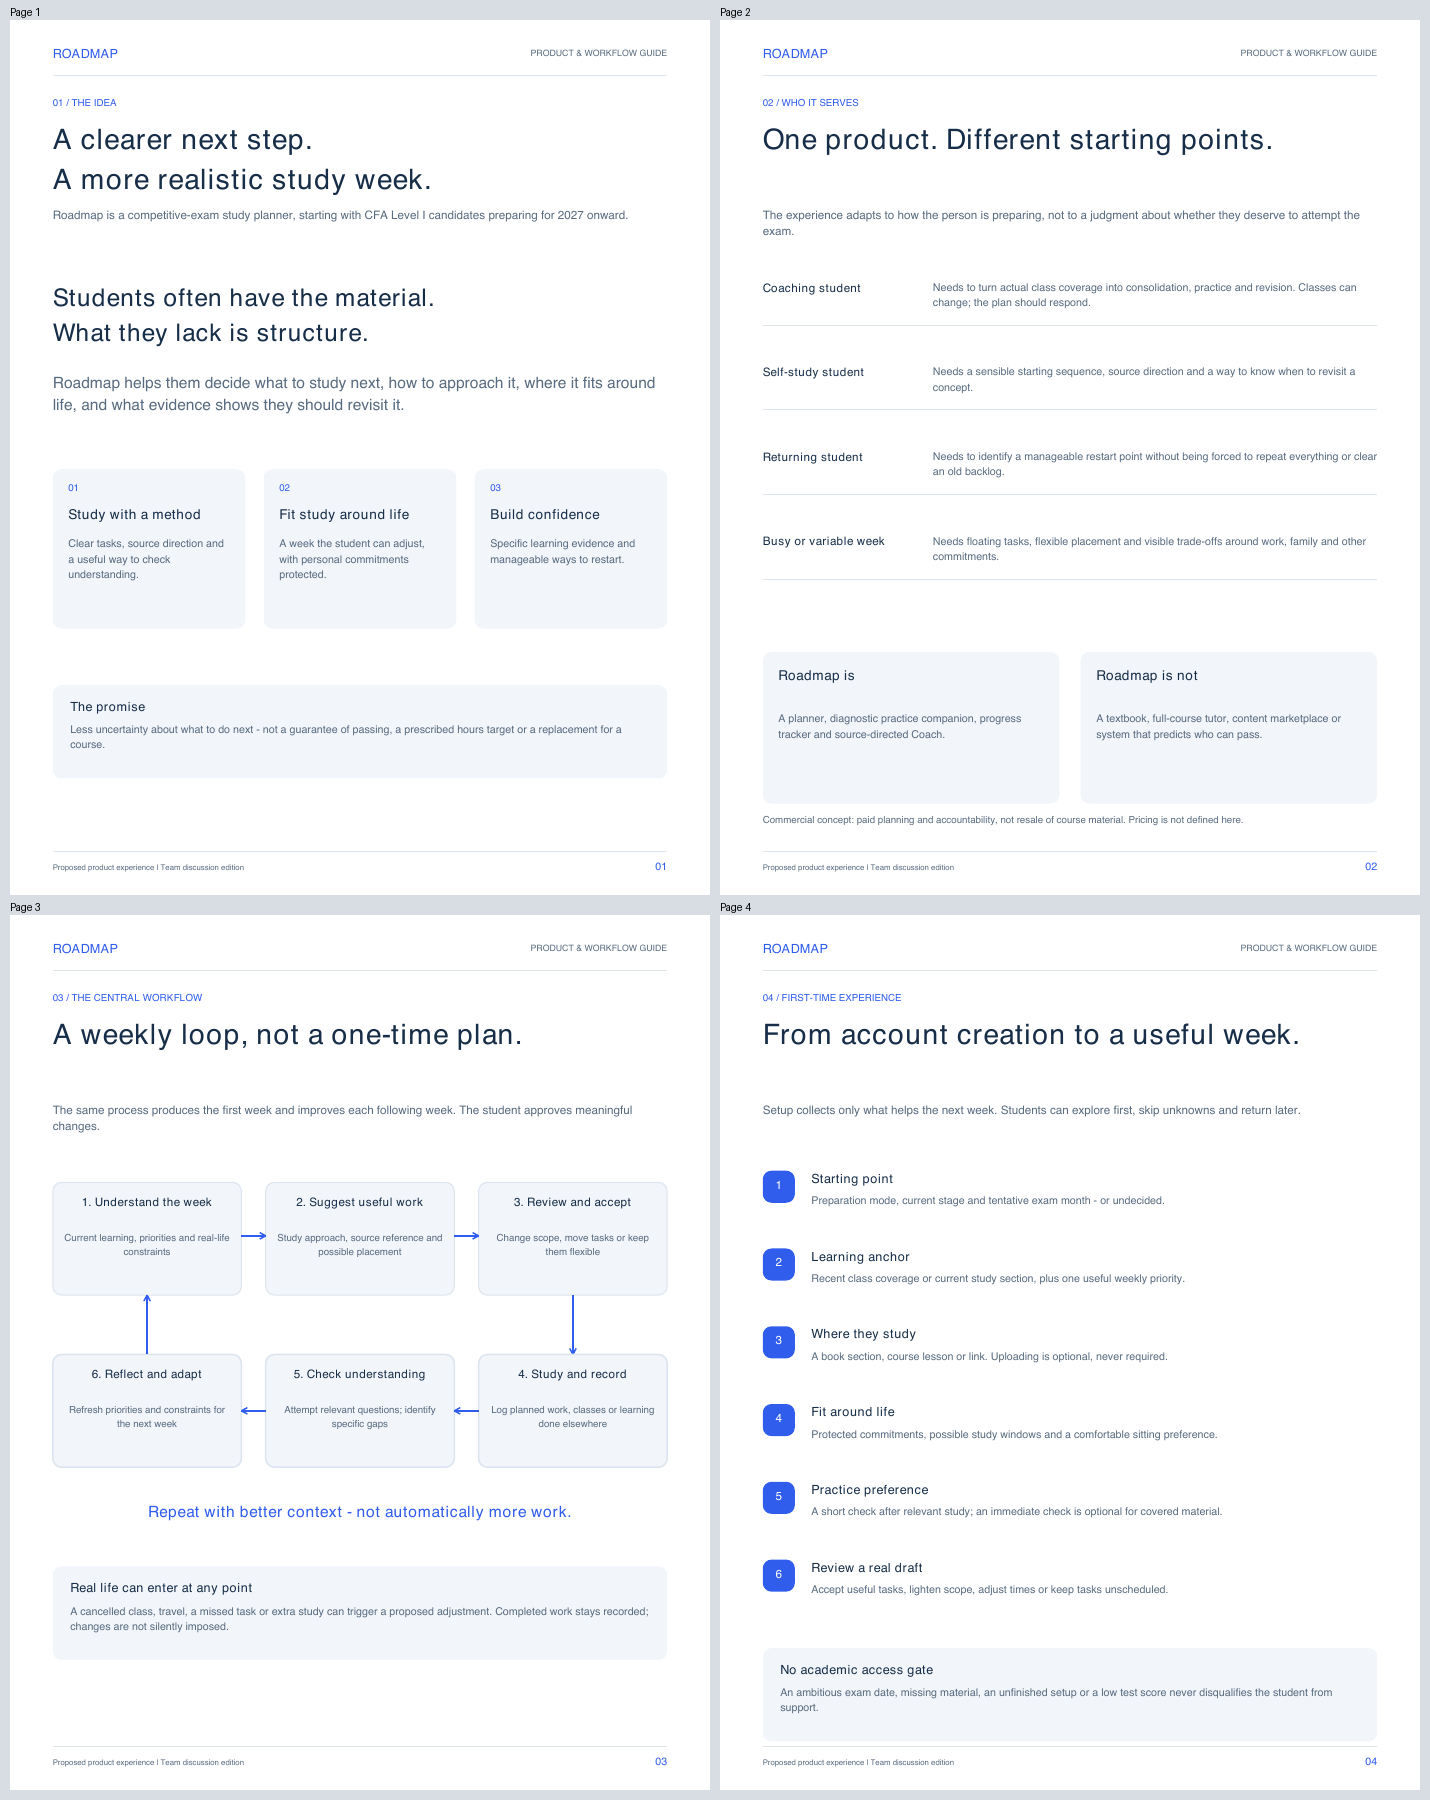 Page 1
ROADMAP
PRODUCT & WORKFLOW GUIDE
01 / THE IDEA
A clearer next step.
A more realistic study week.
Roadmap is a competitive-exam study planner, starting with CFA Level I candidates preparing for 2027 onward.
Students often have the material.
What they lack is structure.
Roadmap helps them decide what to study next, how to approach it, where it fits around
life, and what evidence shows they should revisit it.
01
Study with a method
Clear tasks, source direction and
a useful way to check
understanding.
02
Fit study around life
A week the student can adjust,
with personal commitments
protected.
03
Build confidence
Specific learning evidence and
manageable ways to restart.
The promise
Less uncertainty about what to do next - not a guarantee of passing, a prescribed hours target or a replacement for a
course.
Proposed product experience | Team discussion edition
01
Page 2
ROADMAP
PRODUCT & WORKFLOW GUIDE
02 / WHO IT SERVES
One product. Different starting points.
The experience adapts to how the person is preparing, not to a judgment about whether they deserve to attempt the
exam.
Coaching student
Needs to turn actual class coverage into consolidation, practice and revision. Classes can
change; the plan should respond.
Self-study student
Needs a sensible starting sequence, source direction and a way to know when to revisit a
concept.
Returning student
Needs to identify a manageable restart point without being forced to repeat everything or clear
an old backlog.
Busy or variable week
Needs floating tasks, flexible placement and visible trade-offs around work, family and other
commitments.
Roadmap is
A planner, diagnostic practice companion, progress
tracker and source-directed Coach.
Roadmap is not
A textbook, full-course tutor, content marketplace or
system that predicts who can pass.
Commercial concept: paid planning and accountability, not resale of course material. Pricing is not defined here.
Proposed product experience | Team discussion edition
02
Page 3
ROADMAP
PRODUCT & WORKFLOW GUIDE
03 / THE CENTRAL WORKFLOW
A weekly loop, not a one-time plan.
The same process produces the first week and improves each following week. The student approves meaningful
changes.
1. Understand the week
Current learning, priorities and real-life
constraints
2. Suggest useful work
Study approach, source reference and
possible placement
3. Review and accept
Change scope, move tasks or keep
them flexible
6. Reflect and adapt
Refresh priorities and constraints for
the next week
5. Check understanding
Attempt relevant questions; identify
specific gaps
4. Study and record
Log planned work, classes or learning
done elsewhere
Repeat with better context - not automatically more work.
Real life can enter at any point
A cancelled class, travel, a missed task or extra study can trigger a proposed adjustment. Completed work stays recorded;
changes are not silently imposed.
Proposed product experience | Team discussion edition
03
Page 4
ROADMAP
PRODUCT & WORKFLOW GUIDE
04 / FIRST-TIME EXPERIENCE
From account creation to a useful week.
Setup collects only what helps the next week. Students can explore first, skip unknowns and return later.
1
Starting point
Preparation mode, current stage and tentative exam month - or undecided.
2
Learning anchor
Recent class coverage or current study section, plus one useful weekly priority.
3
Where they study
A book section, course lesson or link. Uploading is optional, never required.
4
Fit around life
Protected commitments, possible study windows and a comfortable sitting preference.
5
Practice preference
A short check after relevant study; an immediate check is optional for covered material.
6
Review a real draft
Accept useful tasks, lighten scope, adjust times or keep tasks unscheduled.
No academic access gate
An ambitious exam date, missing material, an unfinished setup or a low test score never disqualifies the student from
support.
Proposed product experience | Team discussion edition
04